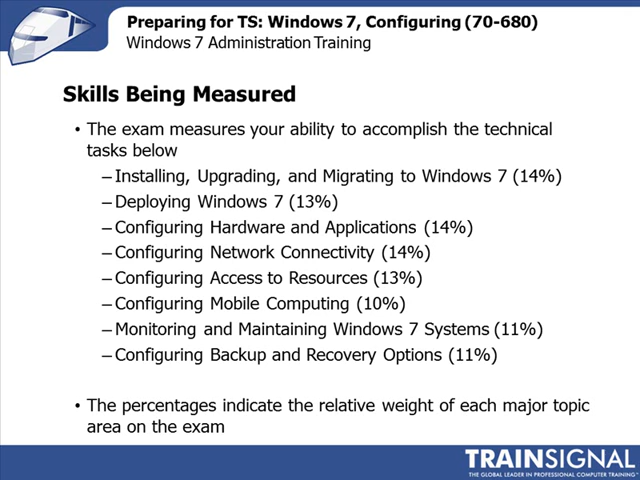 Preparing for TS: Windows 7, Configuring (70-680)
Windows 7 Administration Training
Skills Being Measured
• The exam measures your ability to accomplish the technical
tasks below
– Installing, Upgrading, and Migrating to Windows 7 (14%)
– Deploying Windows 7 (13%)
– Configuring Hardware and Applications (14%)
– Configuring Network Connectivity (14%)
– Configuring Access to Resources (13%)
– Configuring Mobile Computing (10%)
– Monitoring and Maintaining Windows 7 Systems (11%)
– Configuring Backup and Recovery Options (11%)
• The percentages indicate the relative weight of each major topic
area on the exam
TRAINSIGNAL
THE GLOBAL LEADER IN PROFESSIONAL COMPUTER TRAINING™